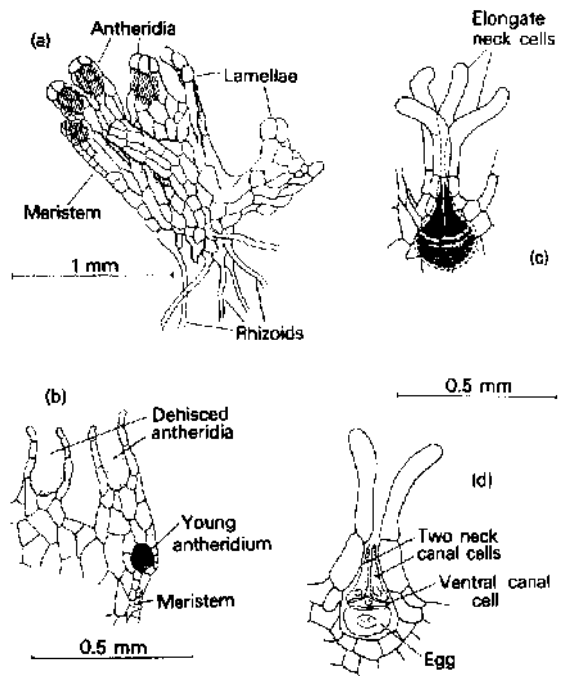 (a)
Antheridia
Lamellae
Meristem
1 mm
Rhizoids
Elongate
neck cells
(c)
0.5 mm
(b)
Dehisced
antheridia
Young
antheridium
Meristem
0.5 mm
(d)
Two neck
canal cells
Ventral canal
cell
Egg